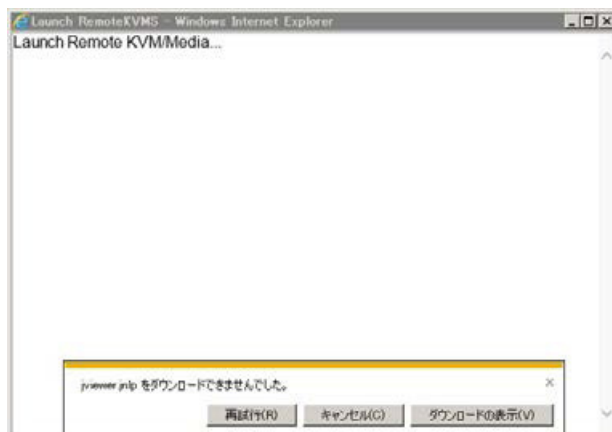 Launch RemoteKVMS - Windows Internet Explorer
Launch Remote KVM/Media...
jviewer.jnlp をダウンロードできませんでした。
再試行(R) キャンセル(C) ダウンロードの表示(V)